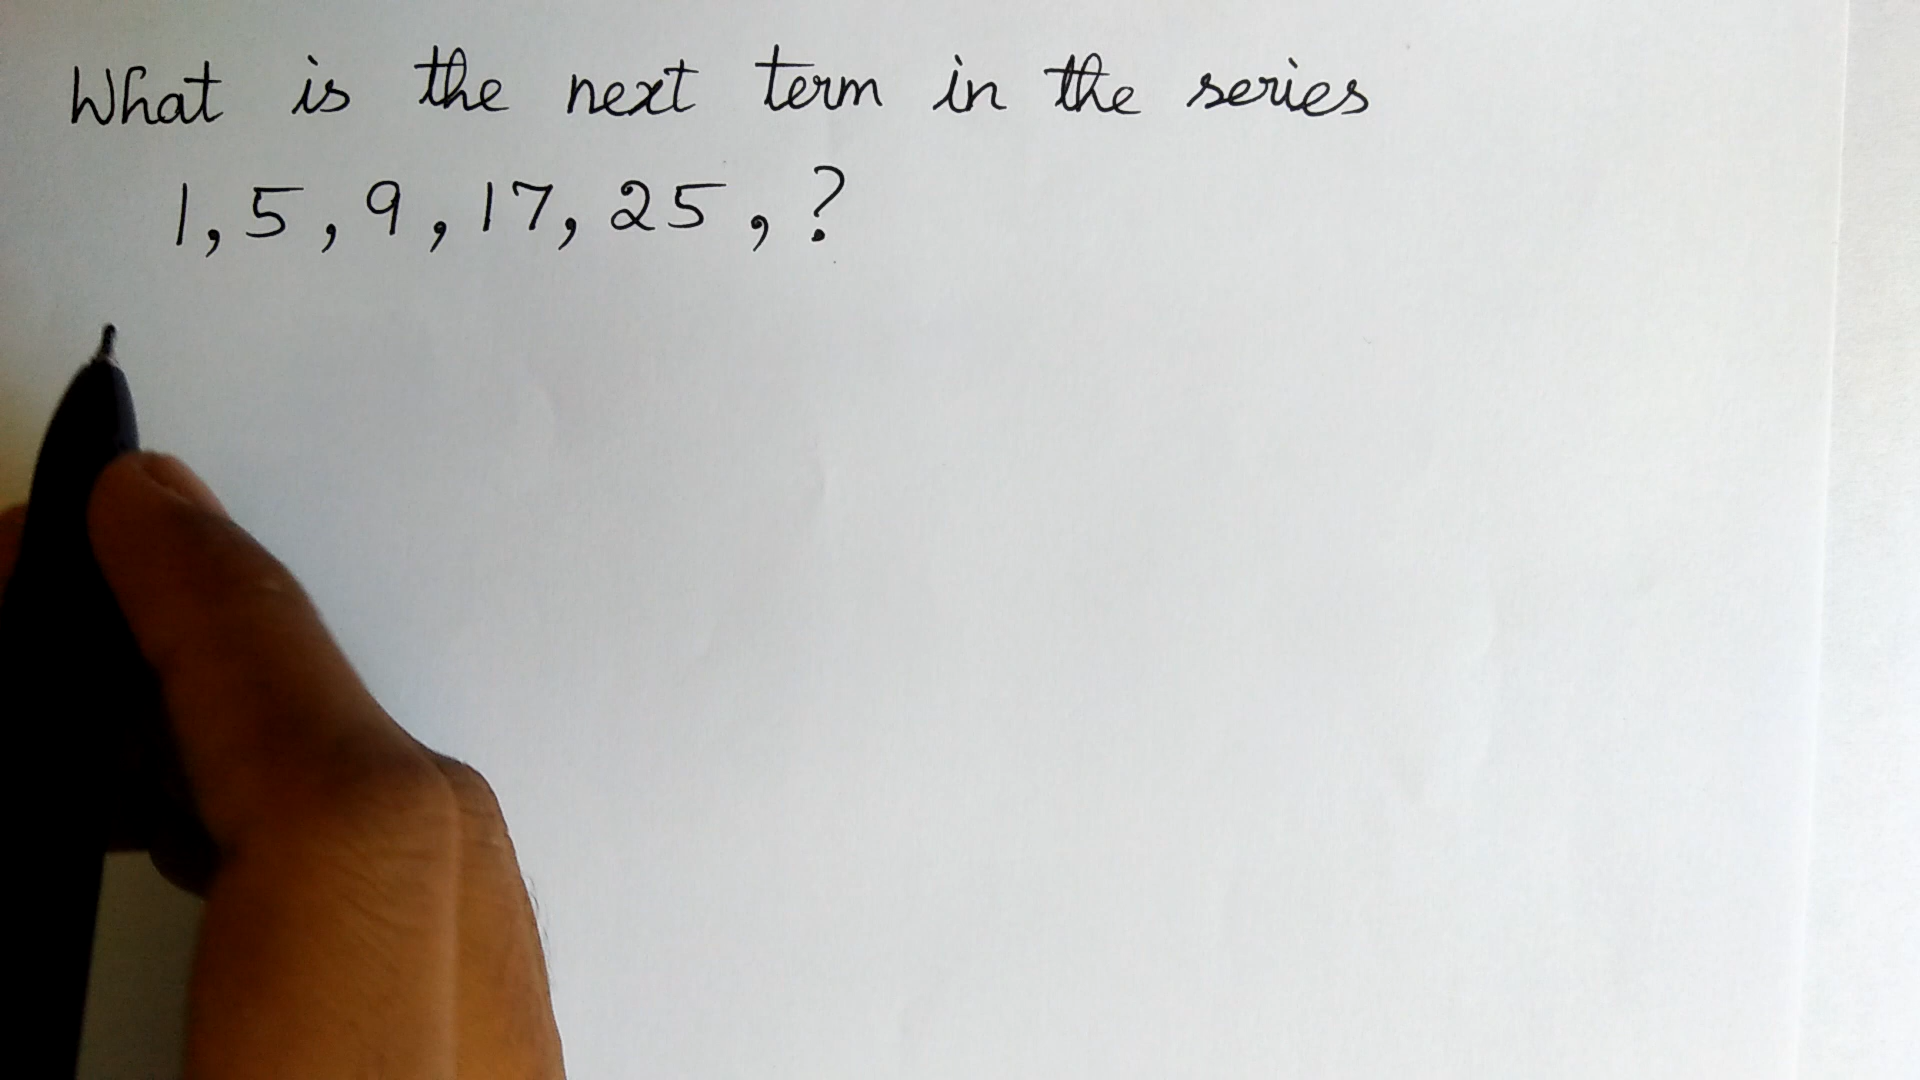 What is the next term in the series
1, 5, 9, 17, 25, ?